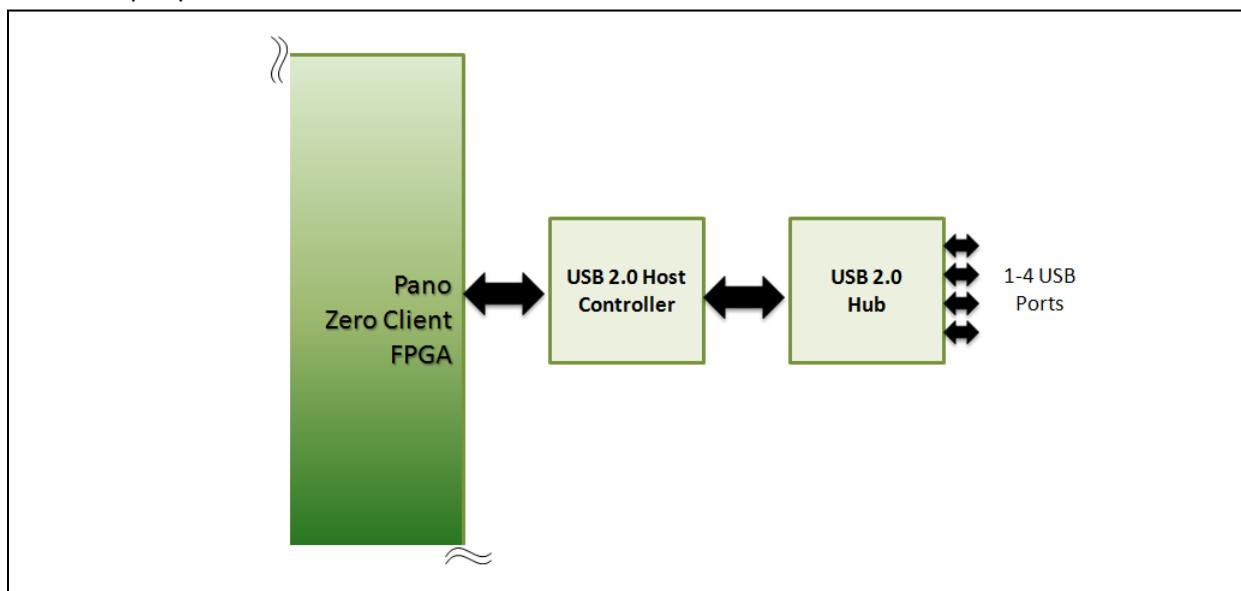 Pano
Zero Client
FPGA
USB 2.0 Host
Controller
USB 2.0
Hub
1-4 USB
Ports